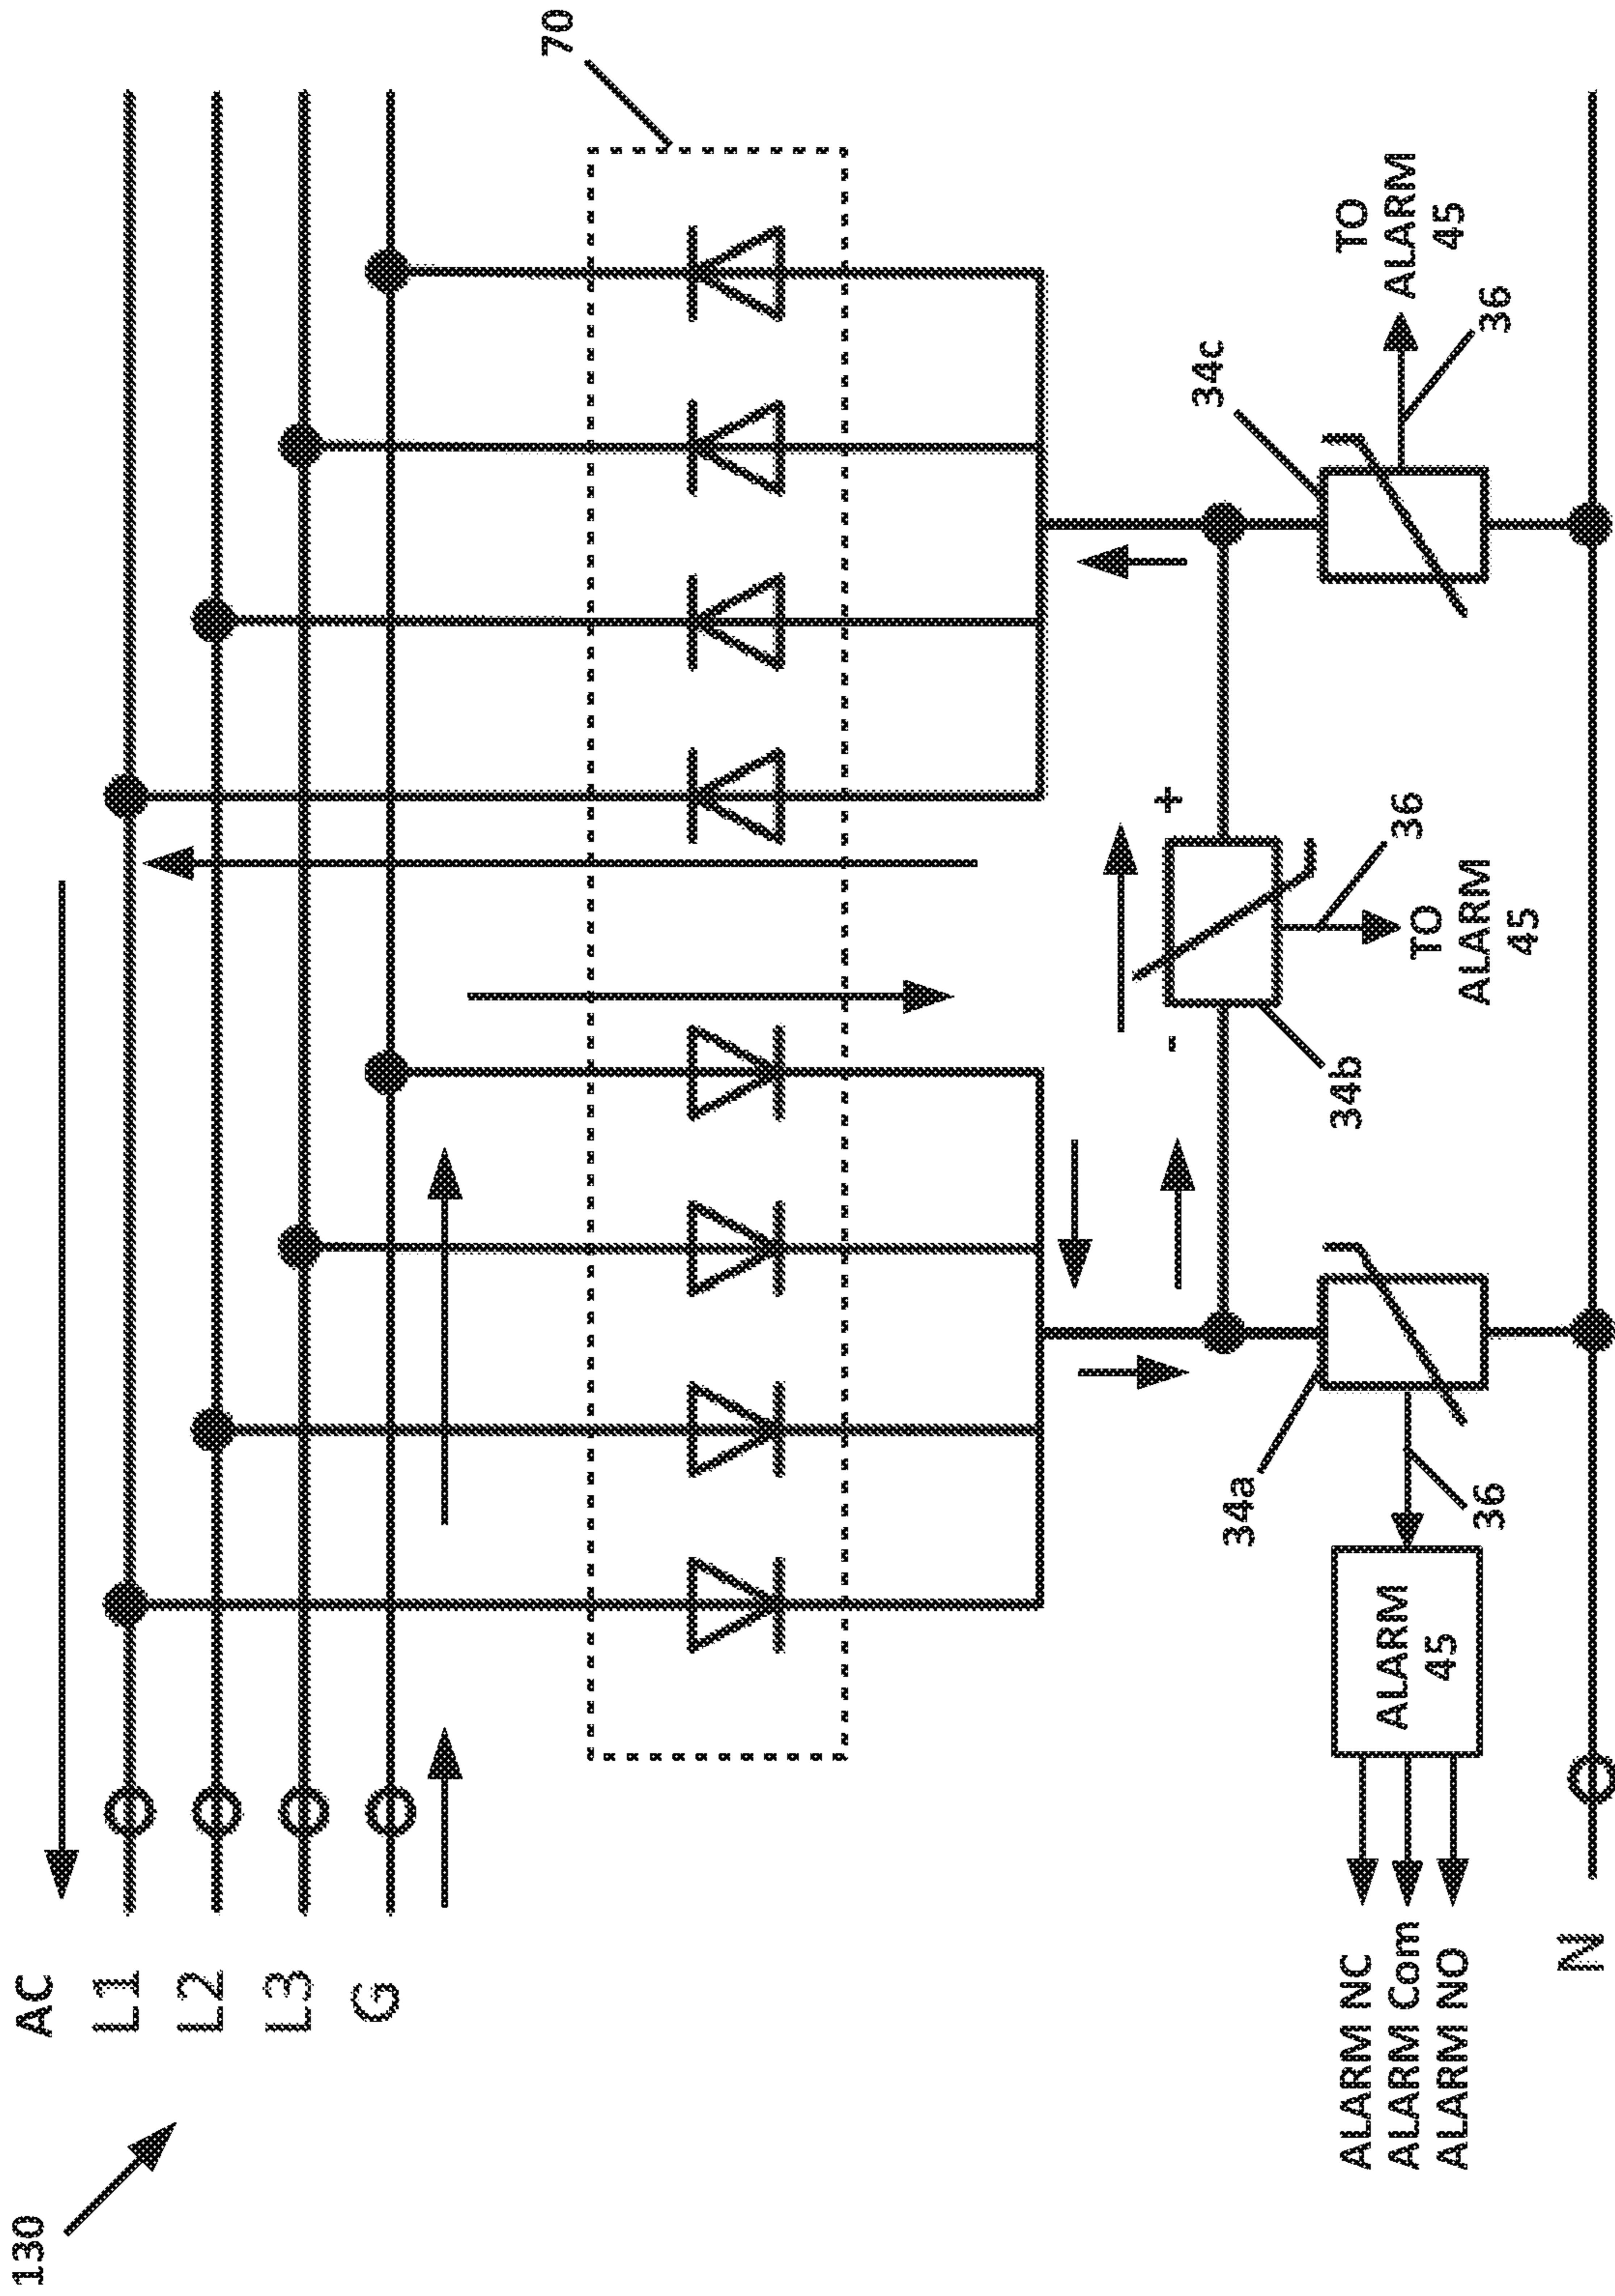 130
AC
L1
L2
L3
G
70
34a
34b
34c
-
+
36
36
36
ALARM
45
TO
ALARM
45
TO
ALARM
45
ALARM NC
ALARM Com
ALARM NO
N